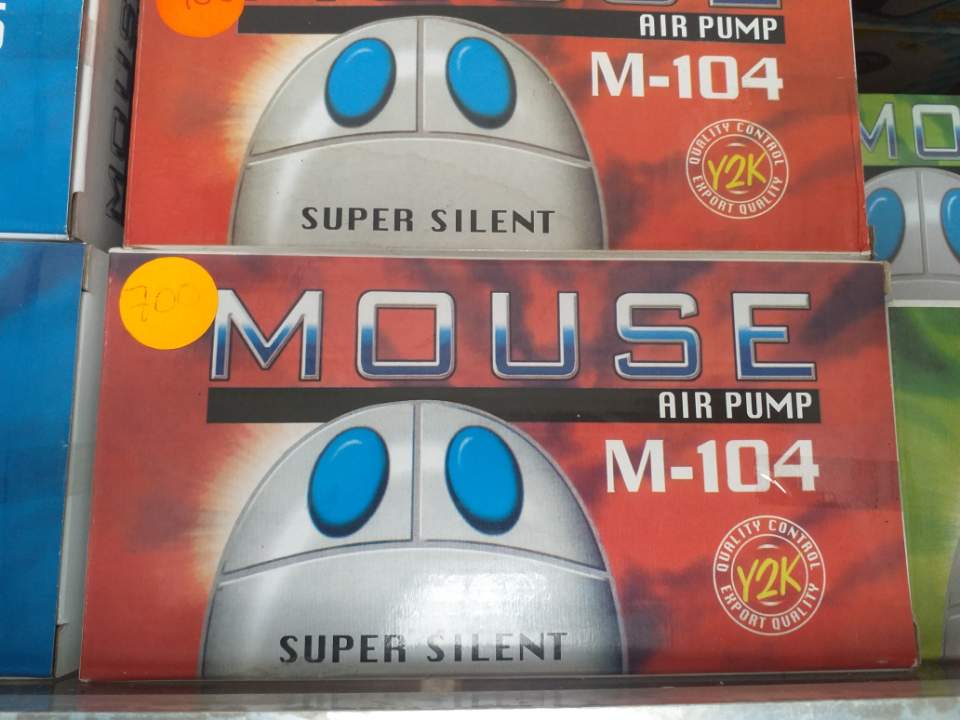 AIR PUMP
M-104
QUALITY CONTROL
Y2K
EXPORT QUALITY
SUPER SILENT
MOUSE
700
MOUSE
AIR PUMP
M-104
QUALITY CONTROL
Y2K
EXPORT QUALITY
SUPER SILENT